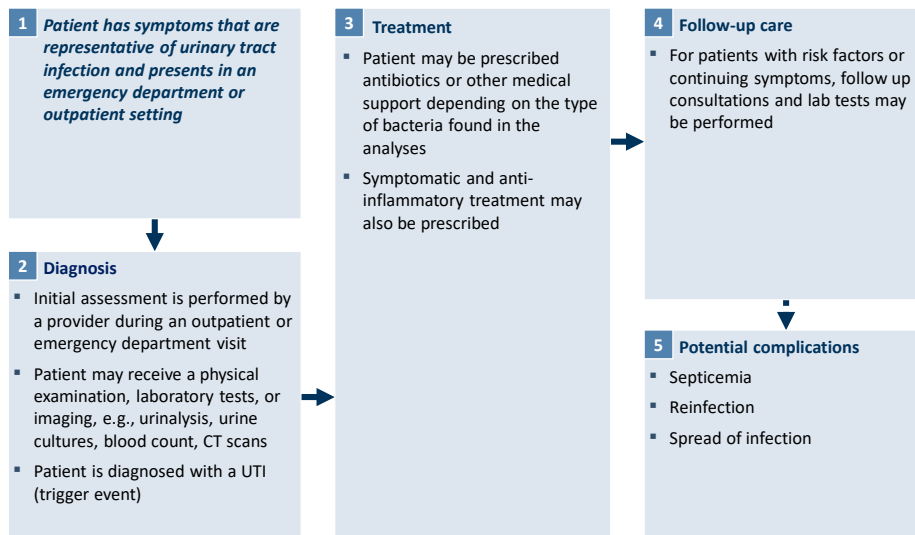 1 Patient has symptoms that are
representative of urinary tract
infection and presents in an
emergency department or
outpatient setting
2 Diagnosis
▪ Initial assessment is performed by
a provider during an outpatient or
emergency department visit
▪ Patient may receive a physical
examination, laboratory tests, or
imaging, e.g., urinalysis, urine
cultures, blood count, CT scans
▪ Patient is diagnosed with a UTI
(trigger event)
3 Treatment
▪ Patient may be prescribed
antibiotics or other medical
support depending on the type
of bacteria found in the
analyses
▪ Symptomatic and anti-
inflammatory treatment may
also be prescribed
4 Follow-up care
▪ For patients with risk factors or
continuing symptoms, follow up
consultations and lab tests may
be performed
5 Potential complications
▪ Septicemia
▪ Reinfection
▪ Spread of infection